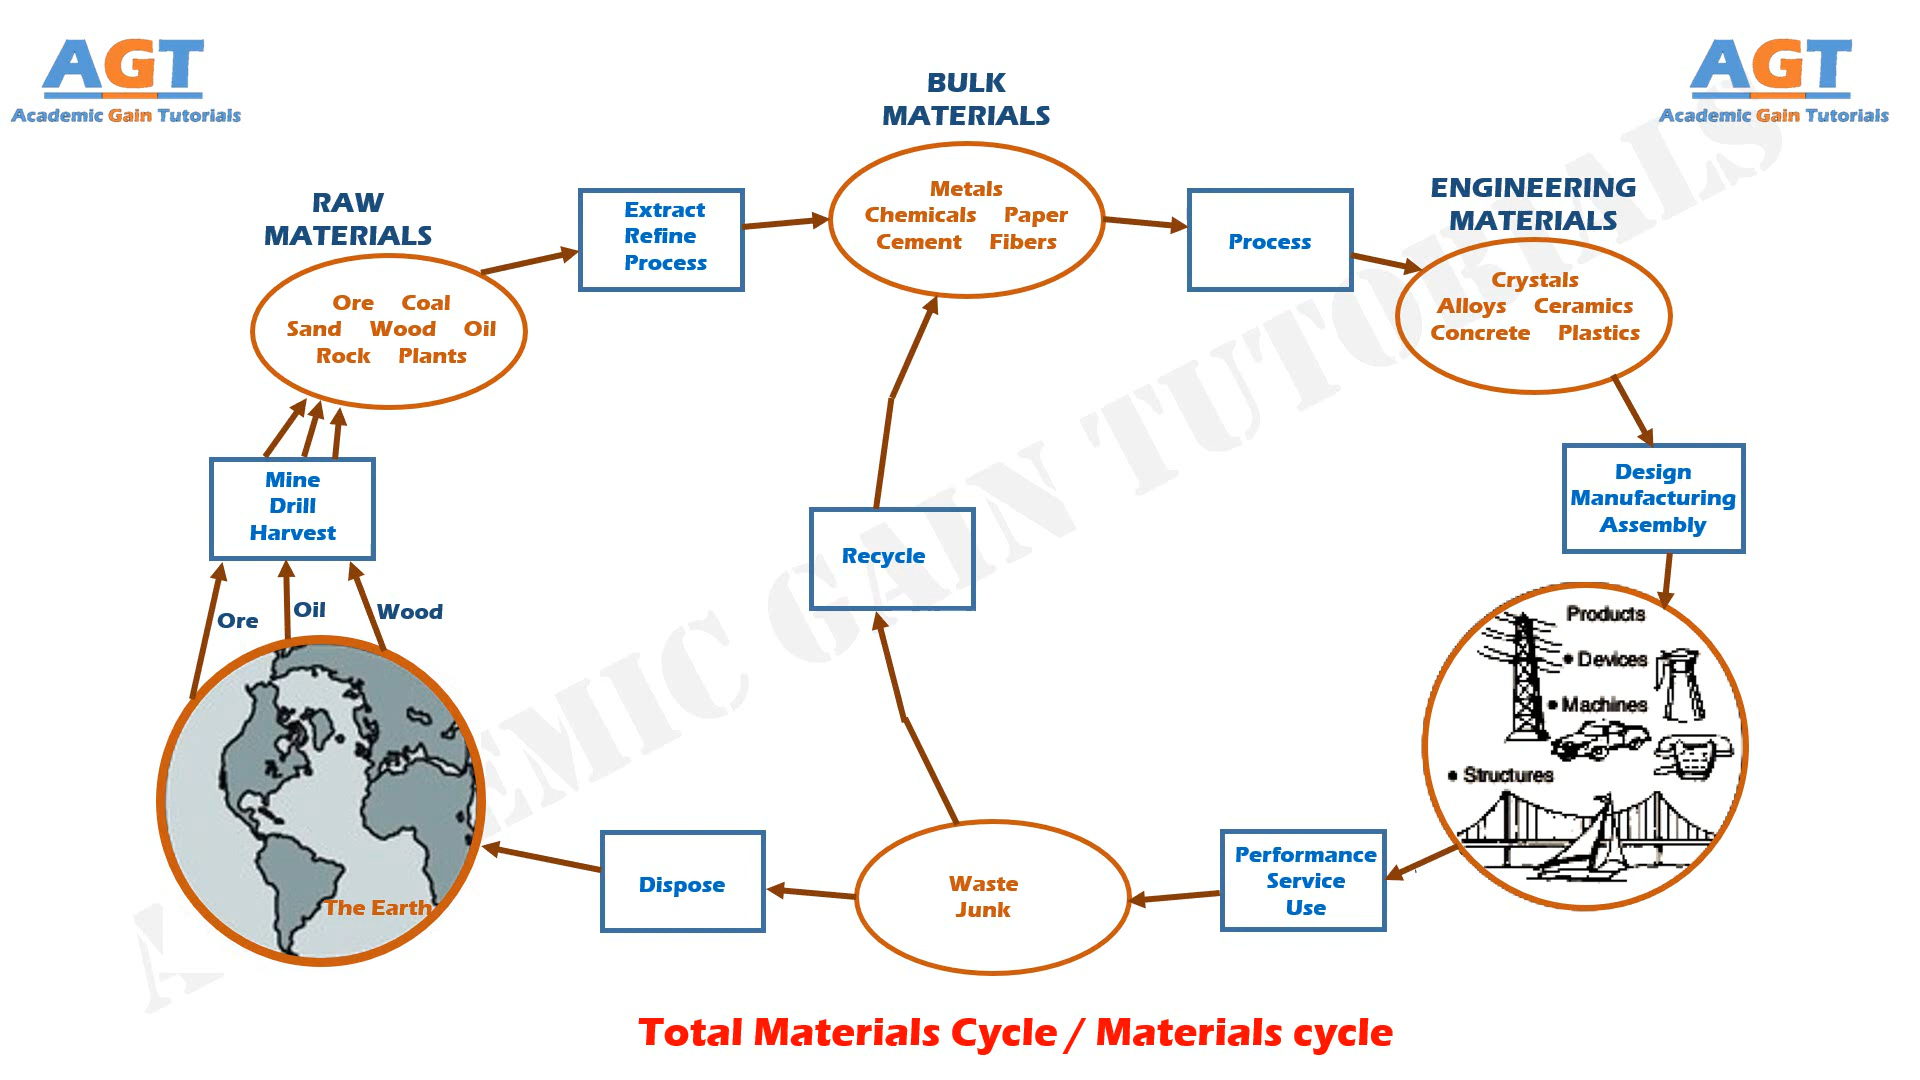 AGT
Academic Gain Tutorials
AGT
Academic Gain Tutorials
BULK
MATERIALS
Metals
Chemicals Paper
Cement Fibers
RAW
MATERIALS
Ore Coal
Sand Wood Oil
Rock Plants
Extract
Refine
Process
Process
ENGINEERING
MATERIALS
Crystals
Alloys Ceramics
Concrete Plastics
Mine
Drill
Harvest
Ore
Oil
Wood
The Earth
Recycle
Design
Manufacturing
Assembly
Products
• Devices
• Machines
• Structures
Performance
Service
Use
Waste
Junk
Dispose
ACADEMIC GAIN TUTORIALS
Total Materials Cycle / Materials cycle